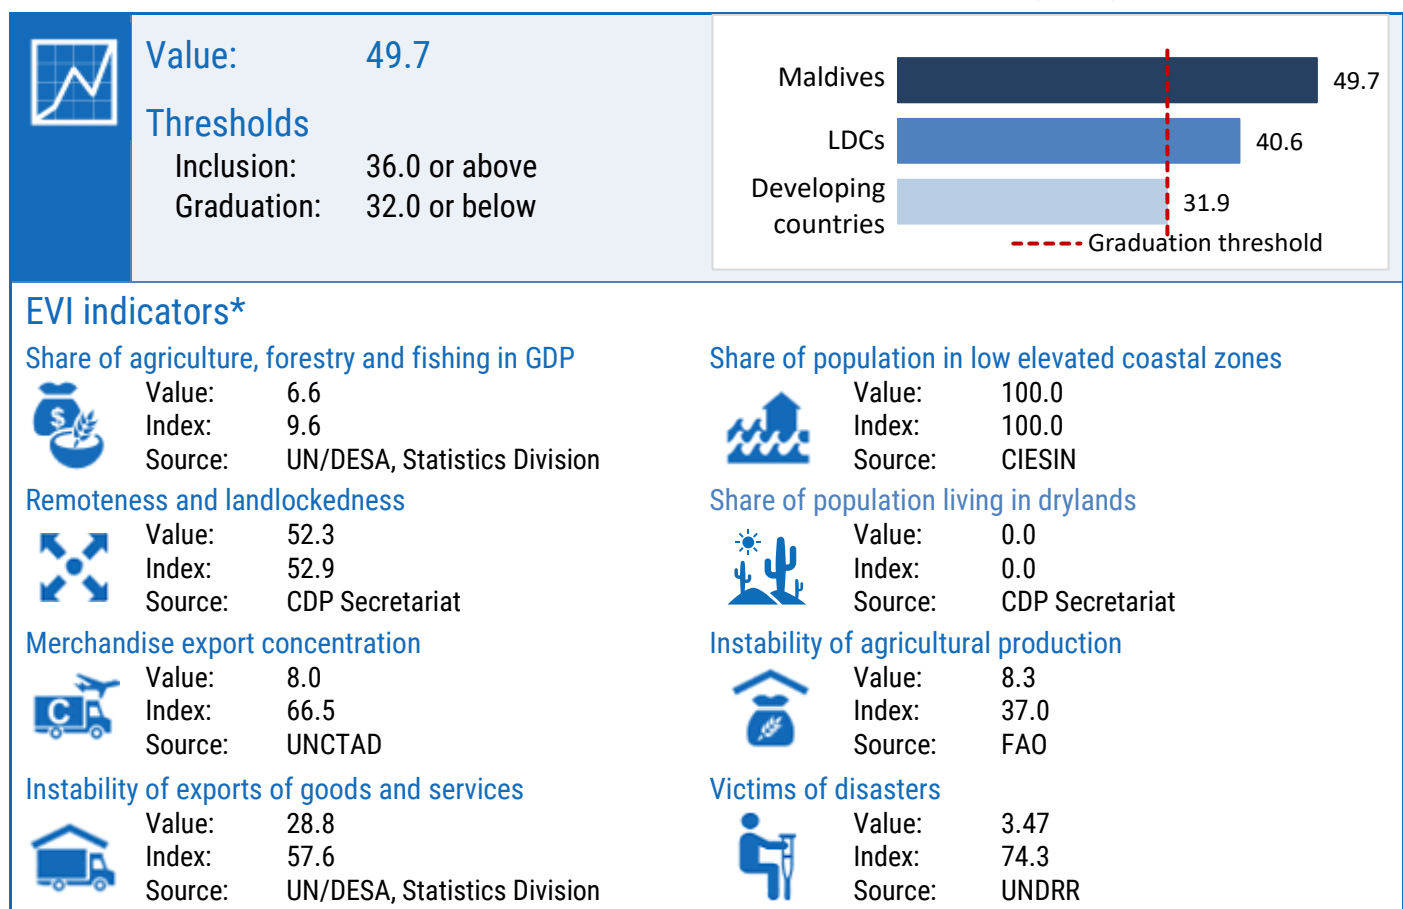 Value: 49.7
Thresholds
Inclusion: 36.0 or above
Graduation: 32.0 or below
Maldives 49.7
LDCs 40.6
Developing
countries 31.9
Graduation threshold
EVI indicators*
Share of agriculture, forestry and fishing in GDP
Value: 6.6
Index: 9.6
Source: UN/DESA, Statistics Division
Share of population in low elevated coastal zones
Value: 100.0
Index: 100.0
Source: CIESIN
Remoteness and landlockedness
Value: 52.3
Index: 52.9
Source: CDP Secretariat
Share of population living in drylands
Value: 0.0
Index: 0.0
Source: CDP Secretariat
Merchandise export concentration
C
Value: 8.0
Index: 66.5
Source: UNCTAD
Instability of agricultural production
Value: 8.3
Index: 37.0
Source: FAO
Instability of exports of goods and services
Value: 28.8
Index: 57.6
Source: UN/DESA, Statistics Division
Victims of disasters
Value: 3.47
Index: 74.3
Source: UNDRR